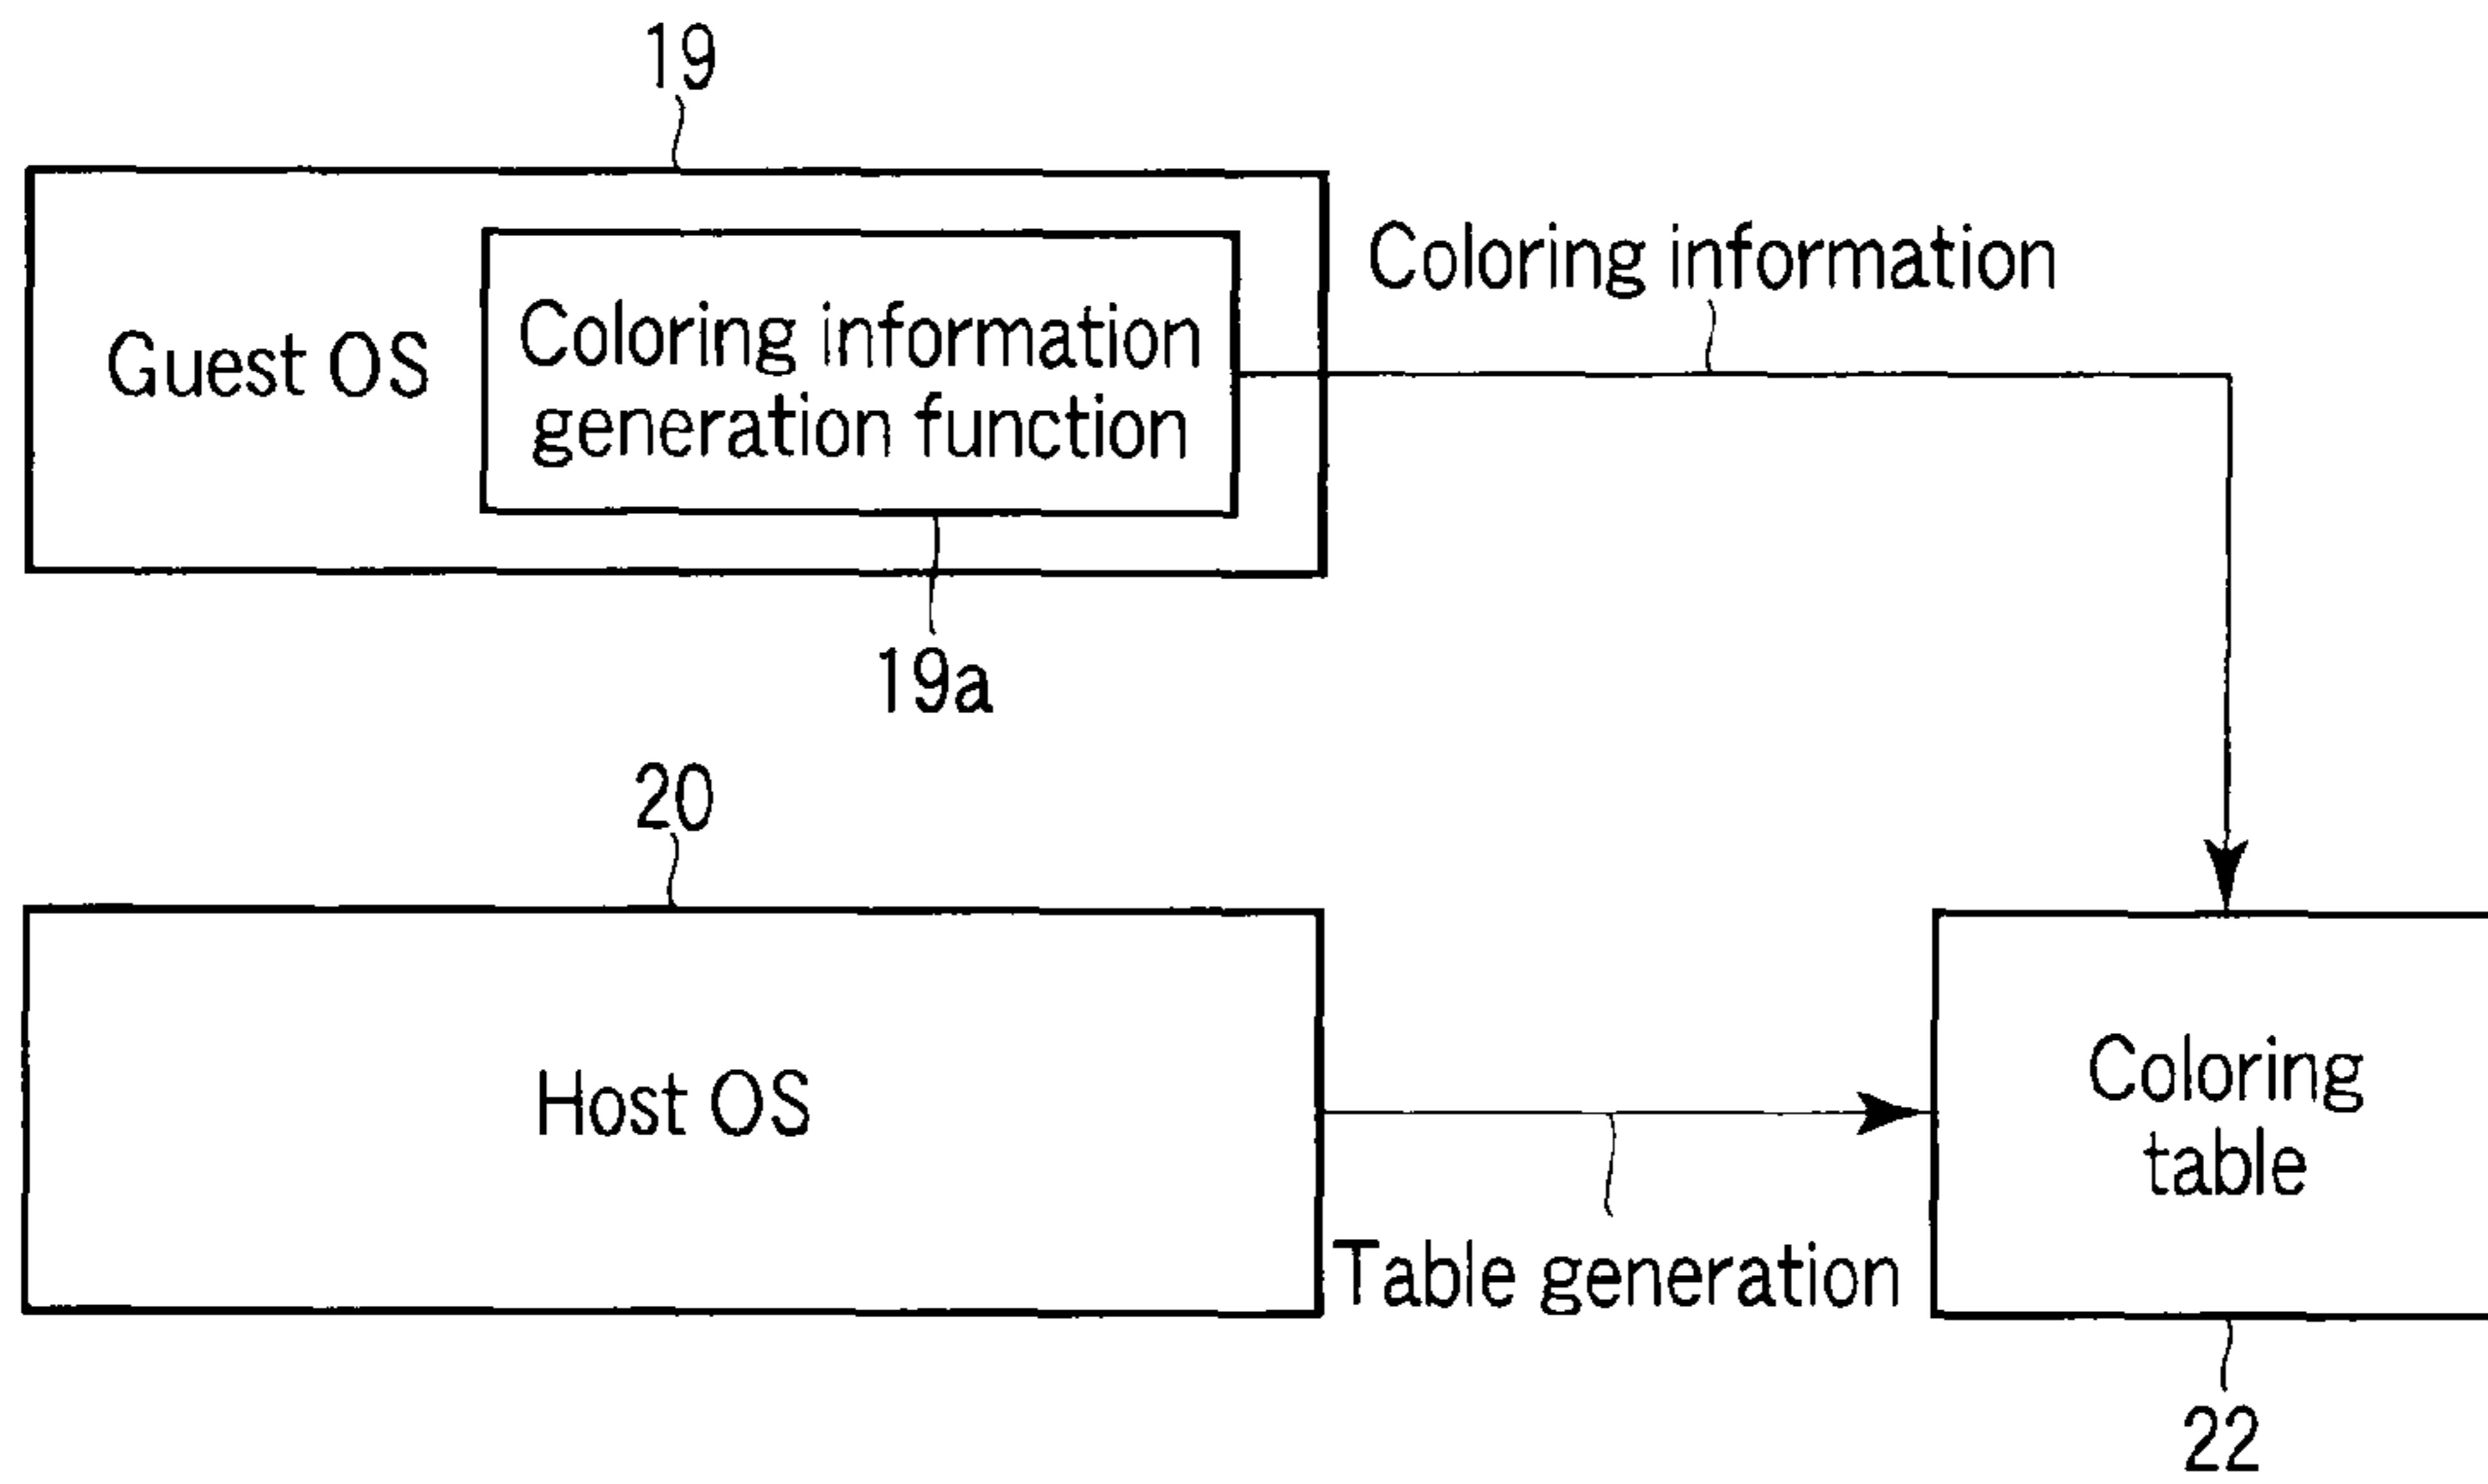 19
Coloring information
Guest OS
Coloring information
generation function
19a
20
Host OS
Coloring
table
Table generation
22